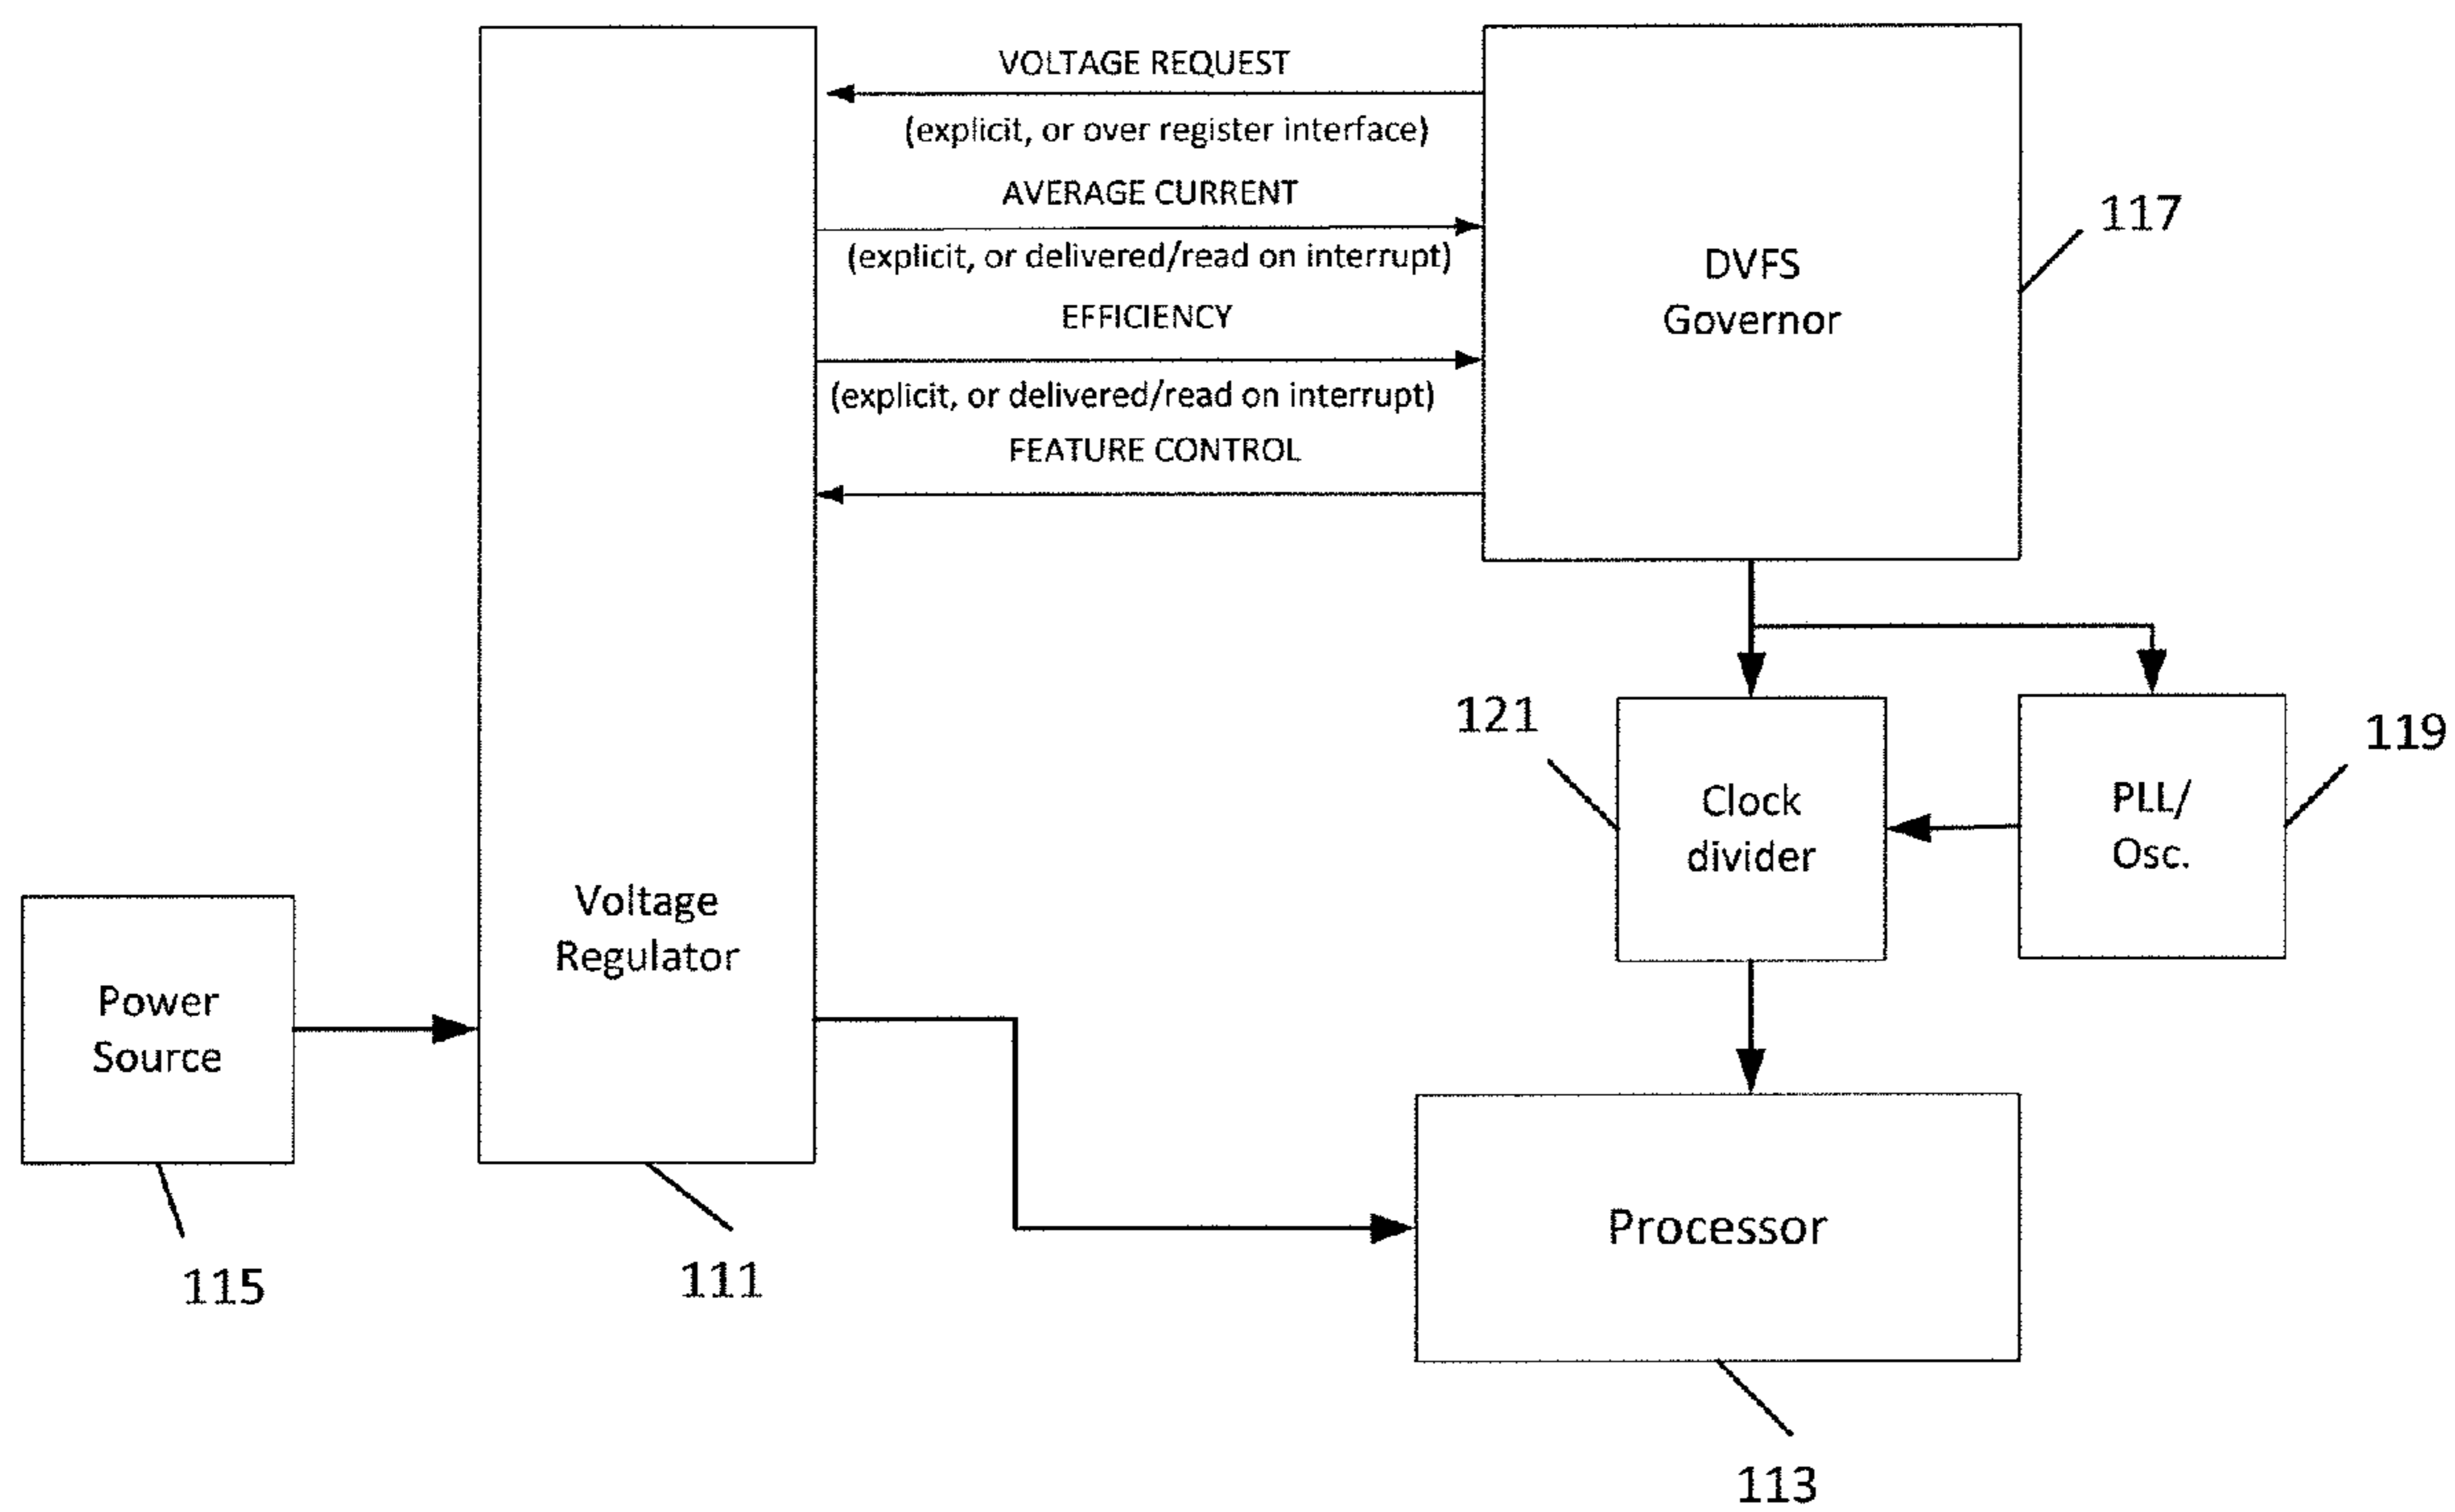 VOLTAGE REQUEST
(explicit, or over register interface)
AVERAGE CURRENT
(explicit, or delivered/read on interrupt)
EFFICIENCY
(explicit, or delivered/read on interrupt)
FEATURE CONTROL
DVFS
Governor
117
121
Clock
divider
PLL/
Osc.
119
Voltage
Regulator
Power
Source
115
111
Processor
113